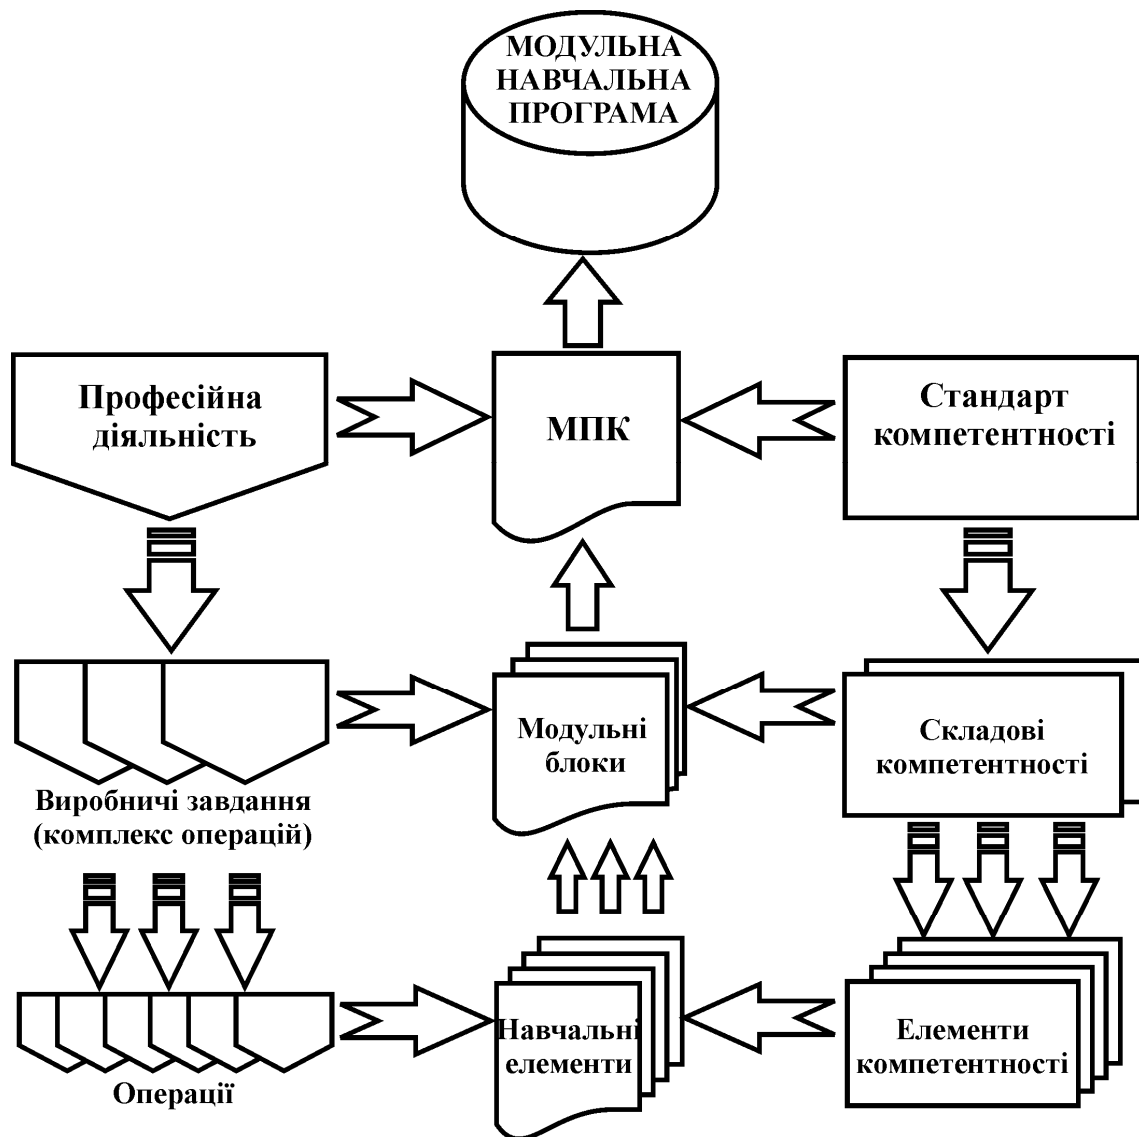 МОДУЛЬНА
НАВЧАЛЬНА
ПРОГРАМА
Професійна
діяльність
МПК
Стандарт
компетентності
Виробничі завдання
(комплекс операцій)
Модульні
блоки
Складові
компетентності
Операції
Навчальні
елементи
Елементи
компетентності